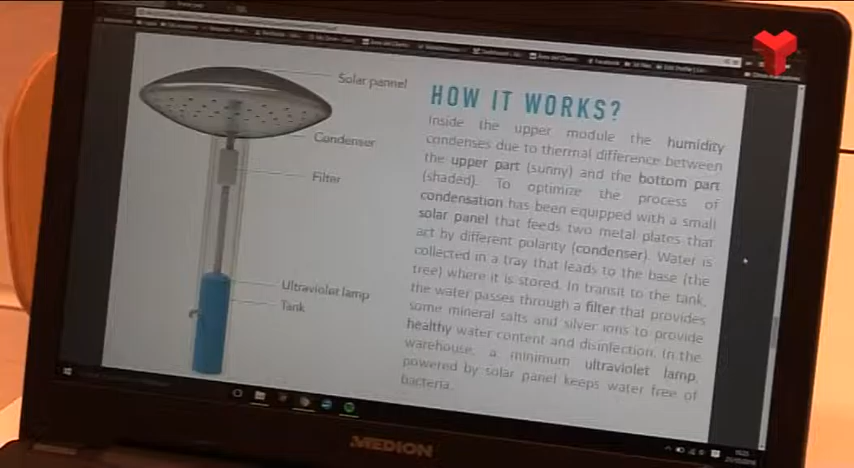 Solar pannel
Condenser
Filter
Ultraviolet lamp
Tank
HOW IT WORKS?
Inside the upper module the humidity
condenses due to thermal difference between
the upper part (sunny) and the bottom part
(shaded). To optimize the process of
condensation has been equipped with a small
solar panel that feeds two metal plates that
act by different polarity (condenser). Water is
collected in a tray that leads to the base (the
tree) where it is stored. In transit to the tank,
the water passes through a filter that provides
some mineral salts and silver ions to provide
healthy water content and disinfection. In the
warehouse, a minimum ultraviolet lamp,
powered by solar panel keeps water free of
bacteria.
MEDION